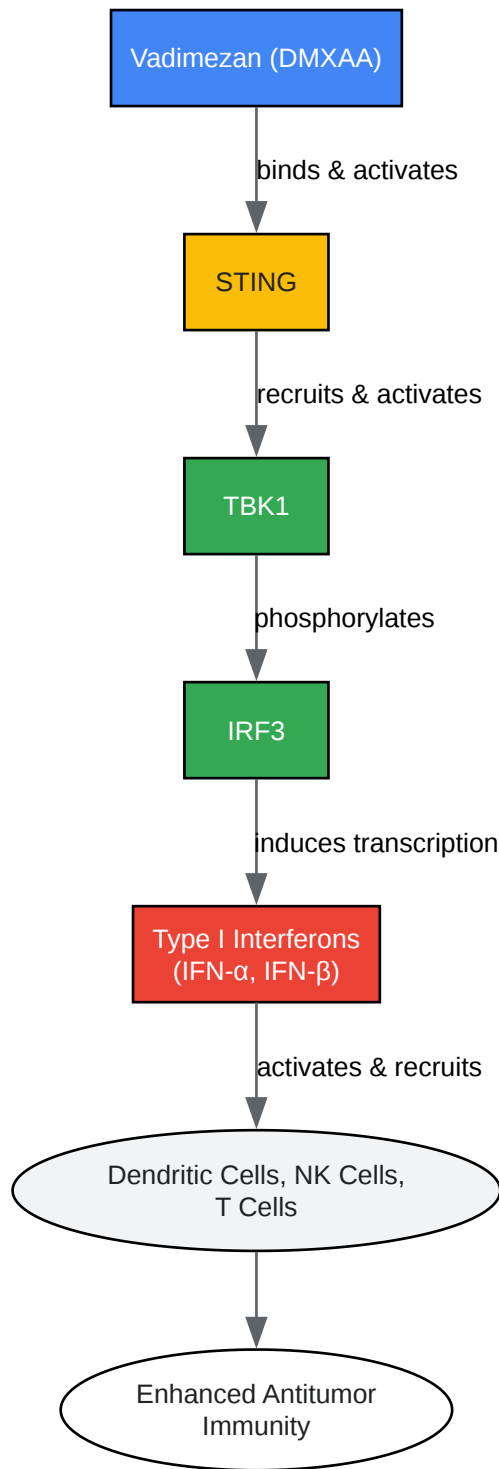 Vadimezan (DMXAA)
binds & activates
STING
recruits & activates
TBK1
phosphorylates
IRF3
induces transcription
Type I Interferons
(IFN-α, IFN-β)
activates & recruits
Dendritic Cells, NK Cells,
T Cells
Enhanced Antitumor
Immunity